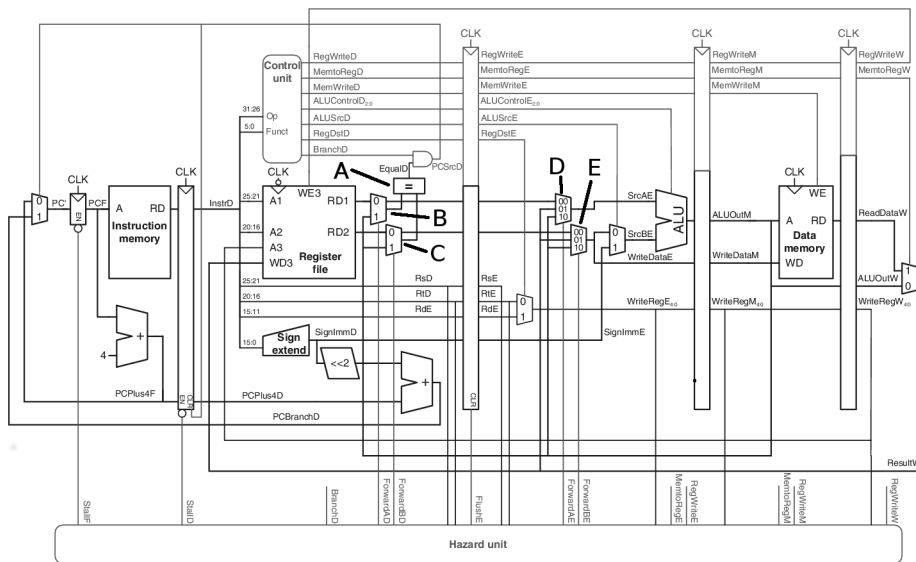 CLK
CLK
CLK
RegWriteD
RegWriteE
RegWriteM
RegWriteW
Control
unit
MemtoRegD
MemtoRegE
MemtoRegM
MemtoRegW
MemWriteD
MemWriteE
MemWriteM
ALUControlD2:0
ALUControlE2:0
31:26
Op
ALUSrcD
ALUSrcE
5:0
Funct
RegDstD
RegDstE
BranchD
PCSrcD
EqualD
A
=
D
E
B
C
CLK
CLK
CLK
CLK
0
1
PC'
PCF
EN
A
RD
Instruction
memory
InstrD
25:21
A1
WE3
RD1
0
1
20:16
A2
RD2
0
1
A3
WD3
Register
file
00
01
10
00
01
10
SrcAE
SrcBE
0
1
ALU
ALUOutM
WriteDataE
WriteDataM
WE
A
RD
Data
memory
WD
ReadDataW
ALUOutW
1
0
25:21
RsD
RsE
20:16
RtD
RtE
15:11
RdE
RdE
0
1
WriteRegE4:0
WriteRegM4:0
WriteRegW4:0
15:0
Sign
extend
SignImmD
SignImmE
<<2
+
4
+
PCPlus4F
PCPlus4D
EN
CLR
CLR
PCBranchD
ResultW
StallF
StallD
BranchD
ForwardAD
ForwardBD
FlushE
ForwardAE
ForwardBE
MemtoRegE
RegWriteE
MemtoRegM
RegWriteM
RegWriteW
Hazard unit